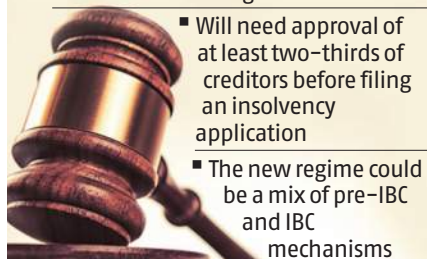 ▪ Will need approval of
at least two-thirds of
creditors before filing
an insolvency
application
▪ The new regime could
be a mix of pre-IBC
and IBC
mechanisms